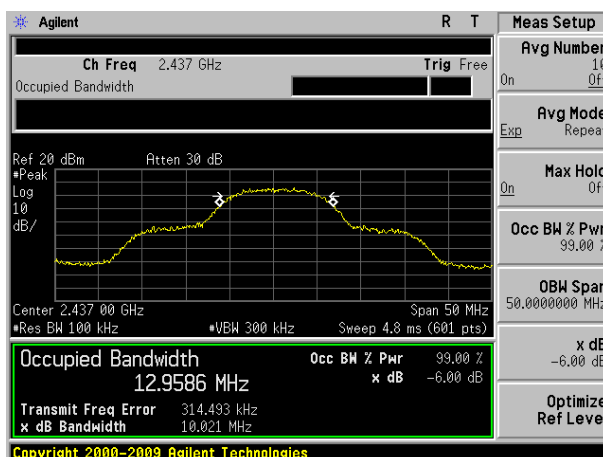 Agilent R T Meas Setup
Ch Freq 2.437 GHz Trig Free
Occupied Bandwidth
Ref 20 dBm Atten 30 dB
#Peak
Log
10
dB/
Center 2.437 00 GHz Span 50 MHz
#Res BW 100 kHz #VBW 300 kHz Sweep 4.8 ms (601 pts)
Occupied Bandwidth
12.9586 MHz
Occ BW % Pwr 99.00 %
x dB -6.00 dB
Transmit Freq Error 314.493 kHz
x dB Bandwidth 10.021 MHz
Copyright 2000-2009 Agilent Technologies
Avg Number
10
On Of
Avg Mode
Exp Repea
Max Hold
On Of
Occ BW % Pwr
99.00 %
OBW Span
50.0000000 MHz
x dB
-6.00 dB
Optimize
Ref Leve